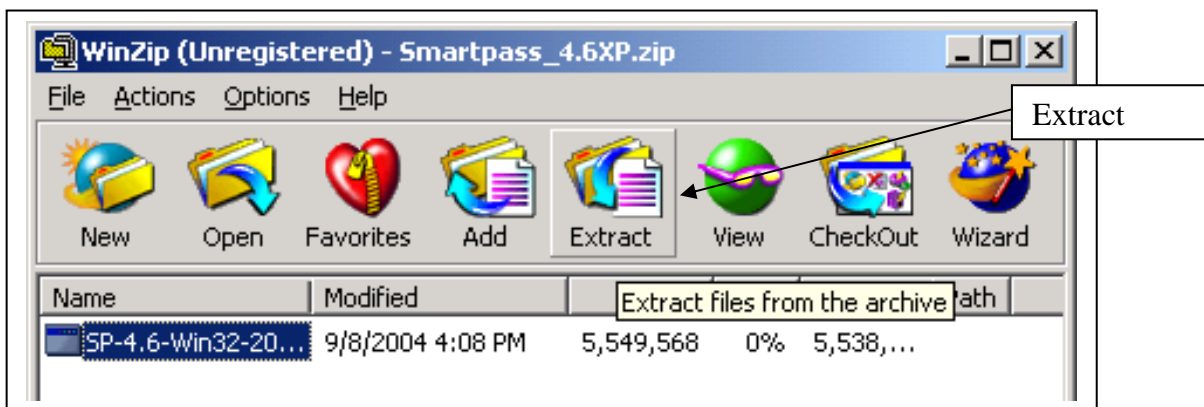 WinZip (Unregistered) - Smartpass_4.6XP.zip
File Actions Options Help
Extract
New Open Favorites Add Extract View CheckOut Wizard
Name Modified Path
Extract files from the archive
SP-4.6-Win32-20... 9/8/2004 4:08 PM 5,549,568 0% 5,538,...